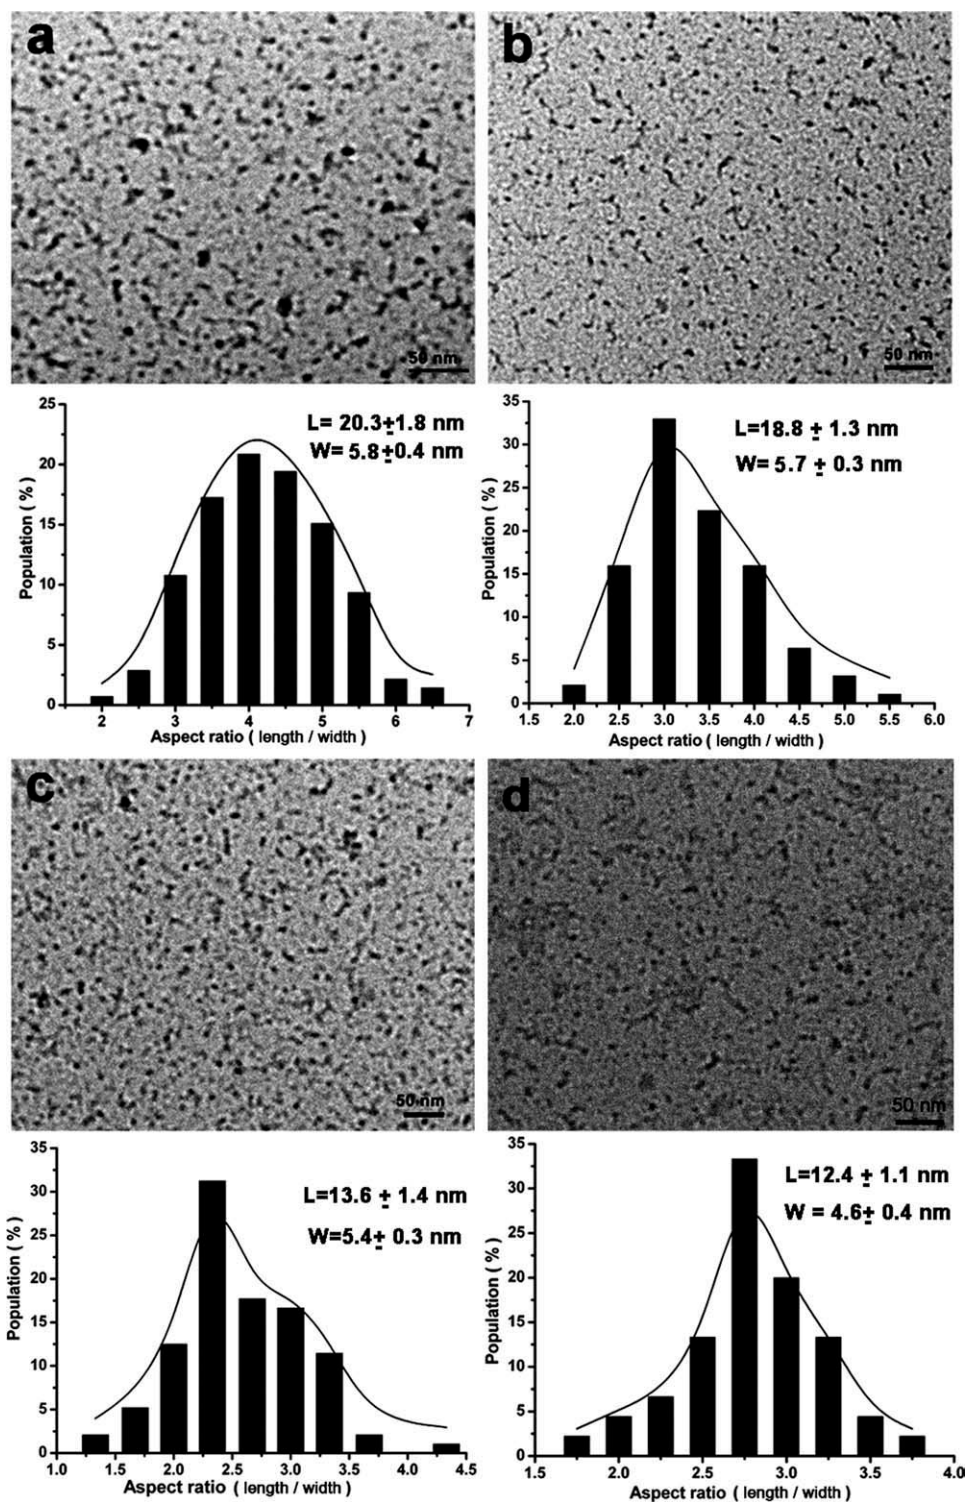 a
b
50 nm
50 nm
L= 20.3±1.8 nm
W= 5.8±0.4 nm
25
20
15
10
5
0
Population ( % )
2 3 4 5 6 7
Aspect ratio ( length / width )
L=18.8 ± 1.3 nm
W= 5.7 ± 0.3 nm
35
30
25
20
15
10
5
0
Population ( % )
1.5 2.0 2.5 3.0 3.5 4.0 4.5 5.0 5.5 6.0
Aspect ratio ( length / width )
c
d
50 nm
50 nm
L=13.6 ± 1.4 nm
W=5.4± 0.3 nm
35
30
25
20
15
10
5
0
Population ( % )
1.0 1.5 2.0 2.5 3.0 3.5 4.0 4.5
Aspect ratio ( length / width )
L=12.4 ± 1.1 nm
W = 4.6± 0.4 nm
35
30
25
20
15
10
5
0
Population ( % )
1.5 2.0 2.5 3.0 3.5 4.0
Aspect ratio ( length / width )